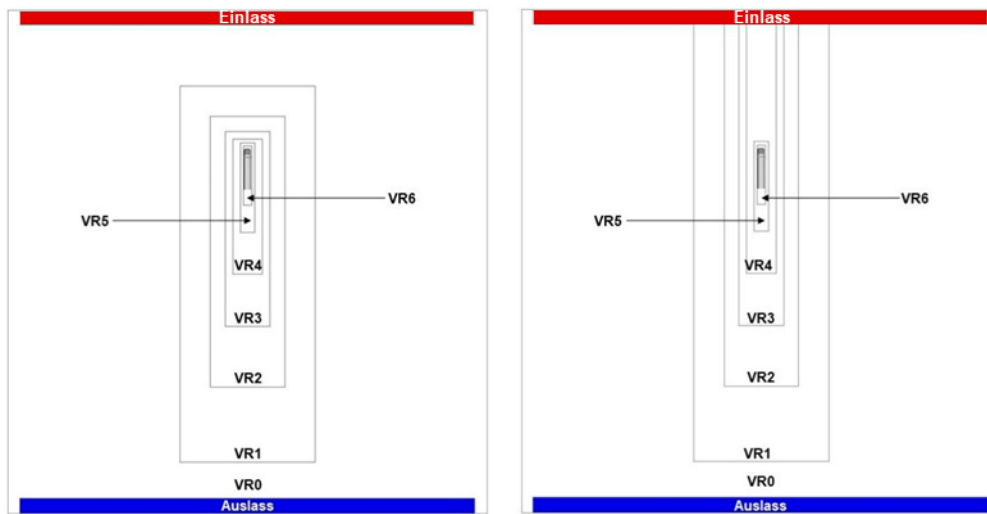 Einlass
VR6
VR5
VR4
VR3
VR2
VR1
VR0
Auslass
Einlass
VR6
VR5
VR4
VR3
VR2
VR1
VR0
Auslass